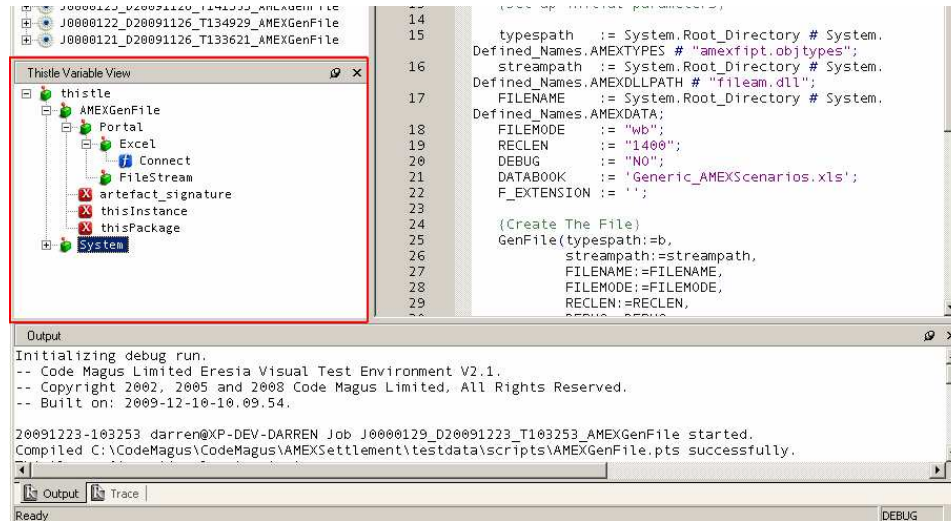 J0000123_D20091126_T141553_AMEXGenFile
J0000122_D20091126_T134929_AMEXGenFile
J0000121_D20091126_T133621_AMEXGenFile
Thistle Variable View
thistle
AMEXGenFile
Portal
Excel
Connect
FileStream
artefact_signature
thisInstance
thisPackage
System
13 {Set up initial parameters}
14
15 typespath := System.Root_Directory # System.
Defined_Names.AMEXTYPES # "amexfipt.objtypes";
16 streampath := System.Root_Directory # System.
Defined_Names.AMEXDLLPATH # "fileam.dll";
17 FILENAME := System.Root_Directory # System.
Defined_Names.AMEXDATA;
18 FILEMODE := "wb";
19 RECLEN := "1400";
20 DEBUG := "NO";
21 DATABOOK := 'Generic_AMEXScenarios.xls';
22 F_EXTENSION := '';
23
24 {Create The File}
25 GenFile(typespath:=b,
26 streampath:=streampath,
27 FILENAME:=FILENAME,
28 FILEMODE:=FILEMODE,
29 RECLEN:=RECLEN,
Output
Initializing debug run.
-- Code Magus Limited Eresia Visual Test Environment V2.1.
-- Copyright 2002, 2005 and 2008 Code Magus Limited, All Rights Reserved.
-- Built on: 2009-12-10-10.09.54.
20091223-103253 darren@XP-DEV-DARREN Job J0000129_D20091223_T103253_AMEXGenFile started.
Compiled C:\CodeMagus\CodeMagus\AMEXSettlement\testdata\scripts\AMEXGenFile.pts successfully.
Output Trace
Ready DEBUG